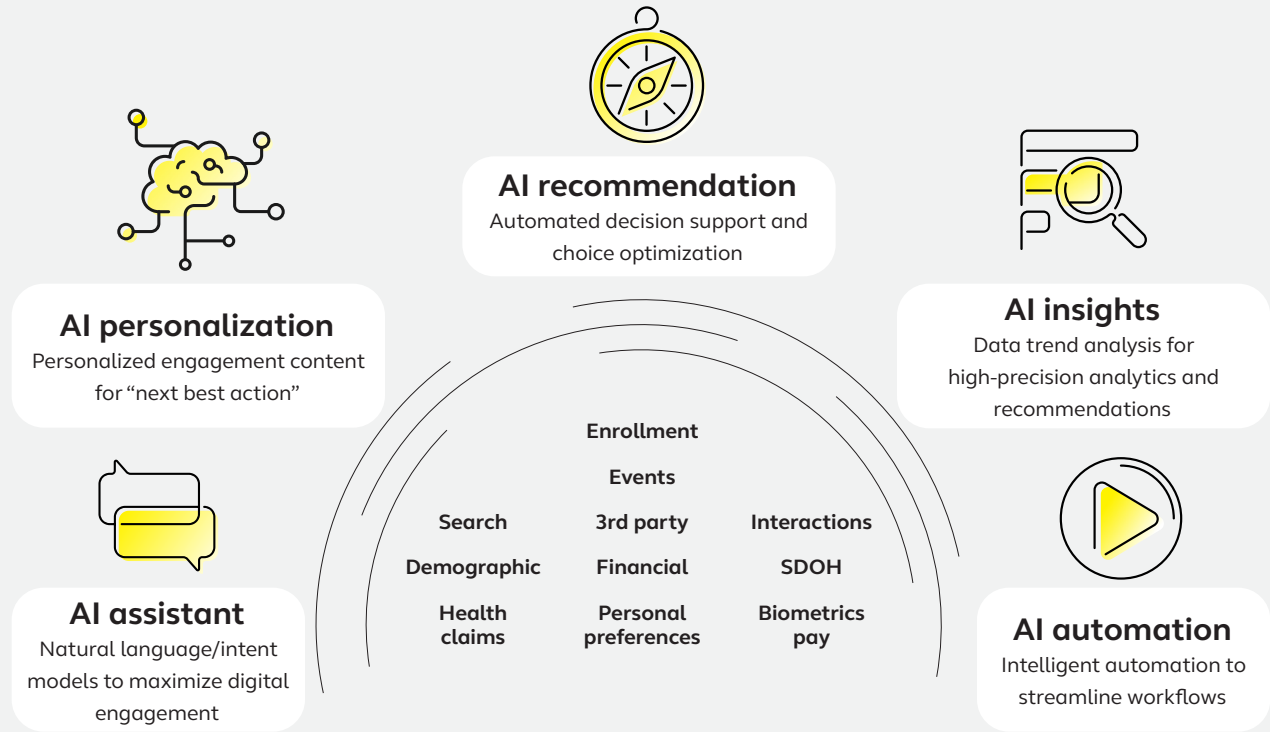 AI recommendation
Automated decision support and
choice optimization
AI personalization
Personalized engagement content
for “next best action”
AI insights
Data trend analysis for
high-precision analytics and
recommendations
AI assistant
Natural language/intent
models to maximize digital
engagement
Enrollment
Events
Search 3rd party Interactions
Demographic Financial SDOH
Health Personal Biometrics
claims preferences pay
AI automation
Intelligent automation to
streamline workflows